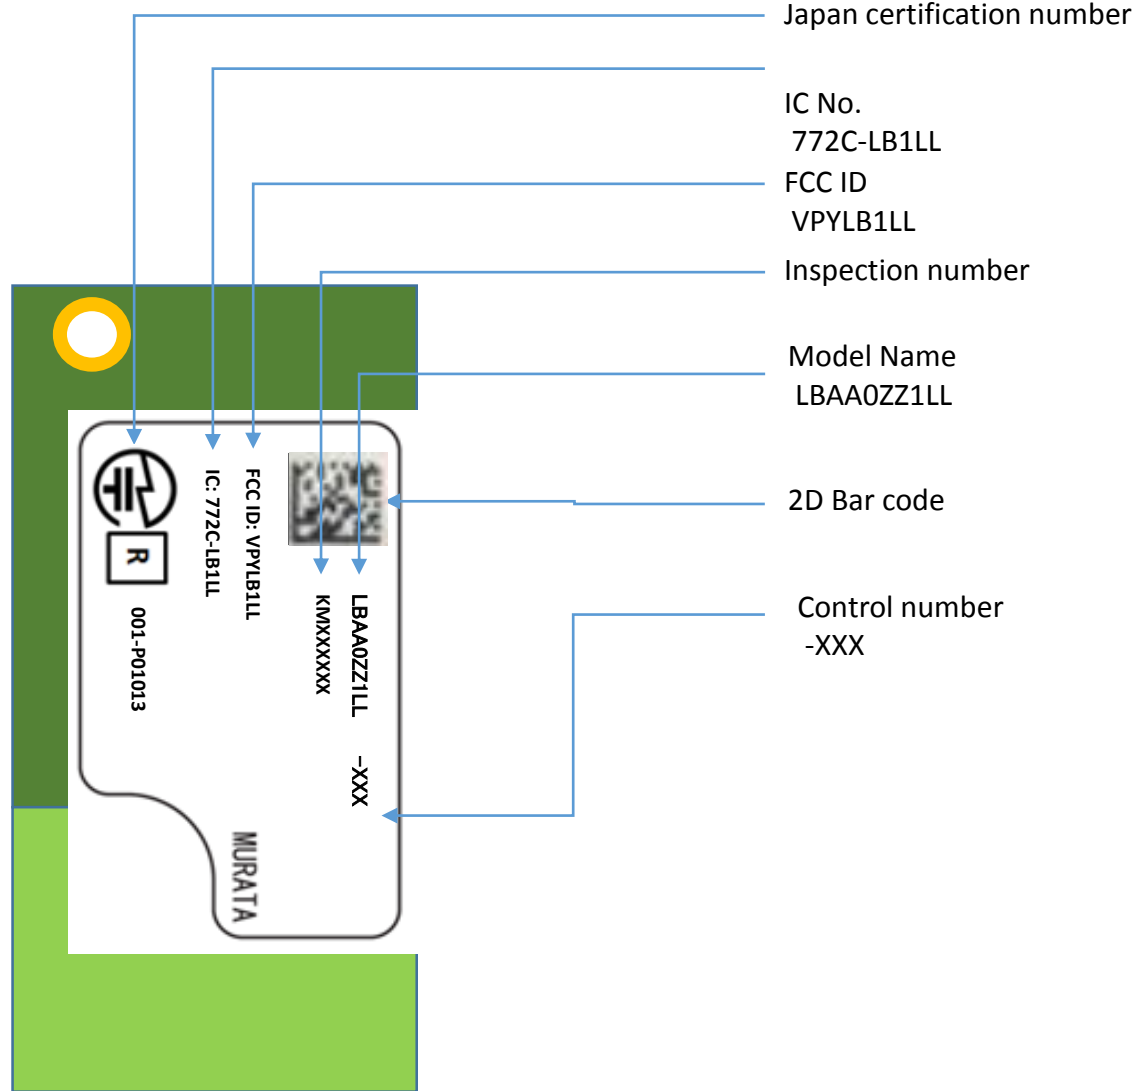 Japan certification number
IC No.
772C-LB1LL
FCC ID
VPYLB1LL
Inspection number
Model Name
LBAA0ZZ1LL
2D Bar code
Control number
-XXX
R
001-P01013
IC: 772C-LB1LL
FCC ID: VPYLB1LL
KMXXXXXX
LBAA0ZZ1LL -XXX
MURATA